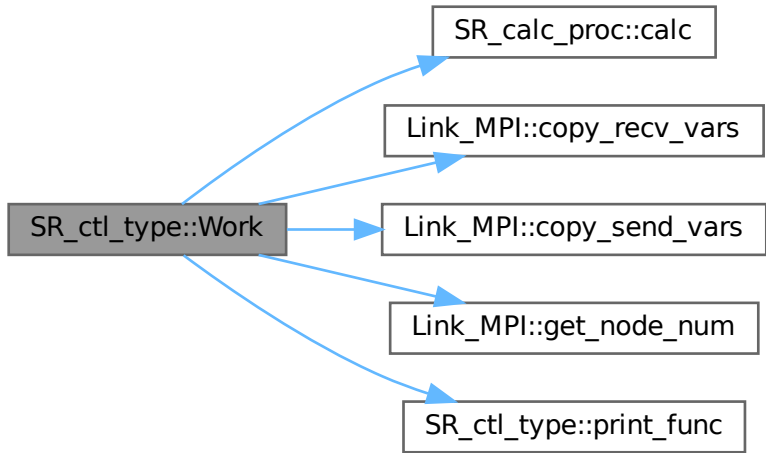 SR_calc_proc::calc
Link_MPI::copy_recv_vars
SR_ctl_type::Work
Link_MPI::copy_send_vars
Link_MPI::get_node_num
SR_ctl_type::print_func